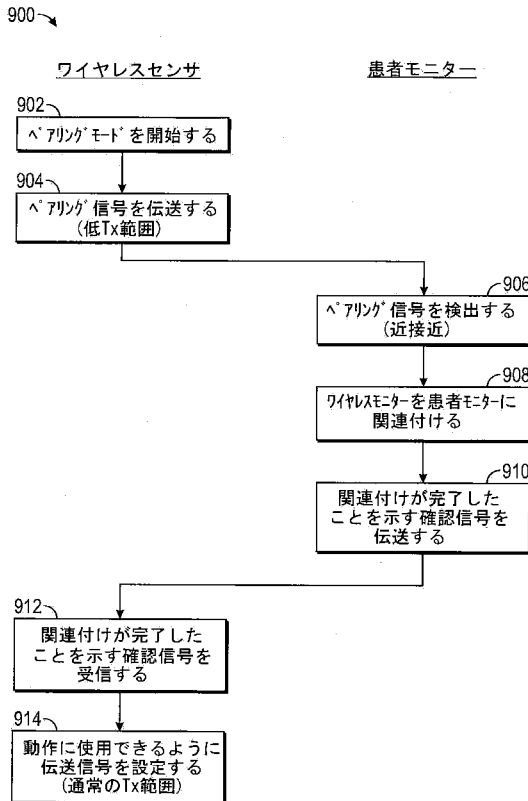 900
ワイヤレスセンサ
患者モニター
902
ペアリングモードを開始する
904
ペアリング信号を伝送する
(低Tx範囲)
906
ペアリング信号を検出する
(近接近)
908
ワイヤレスモニターを患者モニターに
関連付ける
910
関連付けが完了した
ことを示す確認信号を
伝送する
912
関連付けが完了した
ことを示す確認信号を
受信する
914
動作に使用できるように
伝送信号を設定する
(通常のTx範囲)